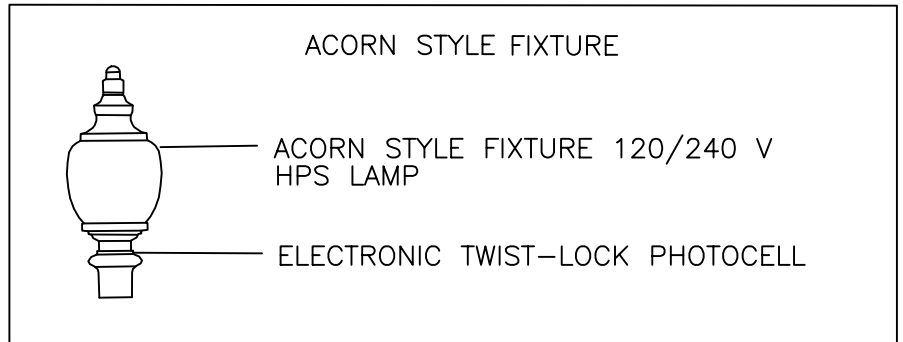 ACORN STYLE FIXTURE
ACORN STYLE FIXTURE 120/240 V
HPS LAMP
ELECTRONIC TWIST-LOCK PHOTOCELL